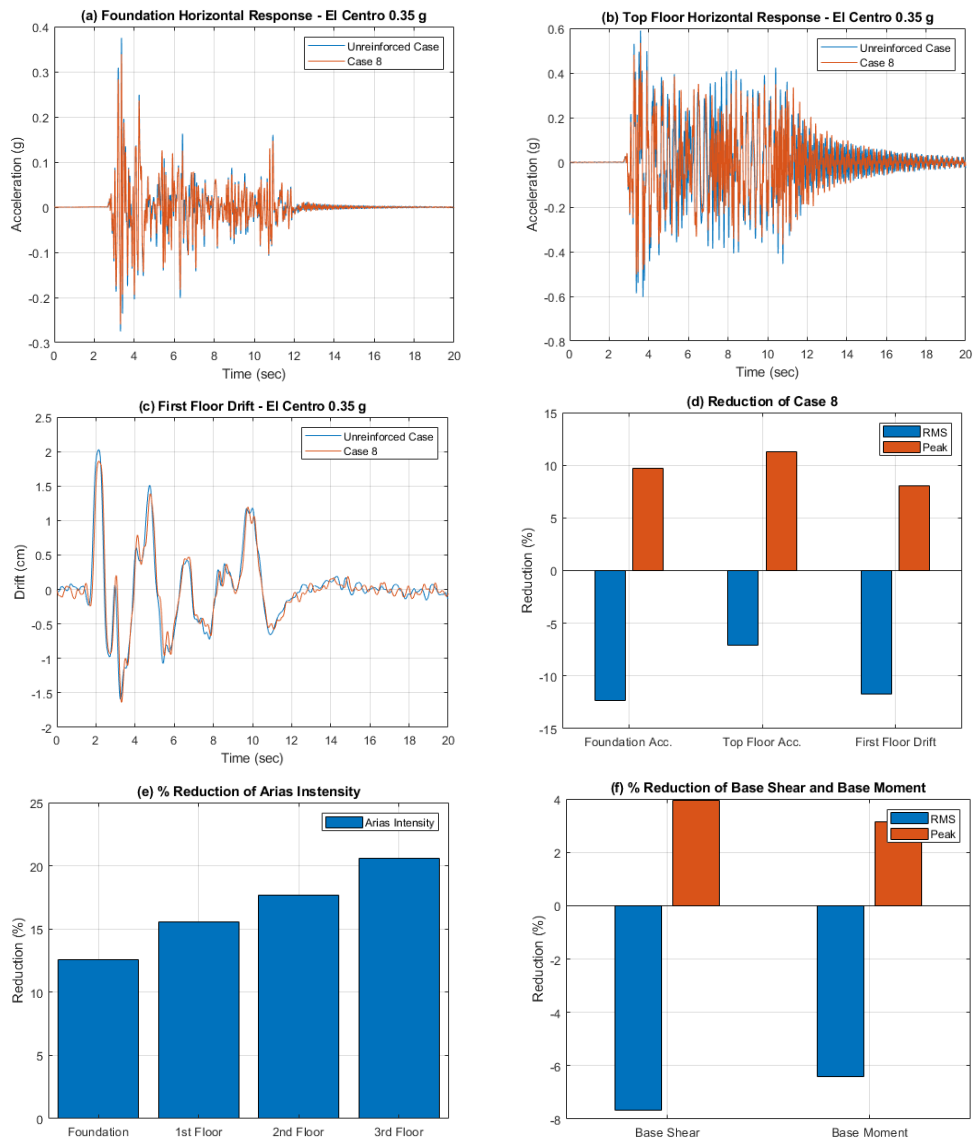 (a) Foundation Horizontal Response - El Centro 0.35 g
Unreinforced Case
Case 8
Acceleration (g)
0.4
0.3
0.2
0.1
0
-0.1
-0.2
-0.3
0 2 4 6 8 10 12 14 16 18 20
Time (sec)
(b) Top Floor Horizontal Response - El Centro 0.35 g
Unreinforced Case
Case 8
Acceleration (g)
0.6
0.4
0.2
0
-0.2
-0.4
-0.6
-0.8
0 2 4 6 8 10 12 14 16 18 20
Time (sec)
(c) First Floor Drift - El Centro 0.35 g
Unreinforced Case
Case 8
Drift (cm)
2.5
2
1.5
1
0.5
0
-0.5
-1
-1.5
-2
0 2 4 6 8 10 12 14 16 18 20
Time (sec)
(d) Reduction of Case 8
RMS
Peak
Reduction (%)
15
10
5
0
-5
-10
-15
Foundation Acc. Top Floor Acc. First Floor Drift
(e) % Reduction of Arias Instensity
Arias Intensity
Reduction (%)
25
20
15
10
5
0
Foundation 1st Floor 2nd Floor 3rd Floor
(f) % Reduction of Base Shear and Base Moment
RMS
Peak
Reduction (%)
4
2
0
-2
-4
-6
-8
Base Shear Base Moment